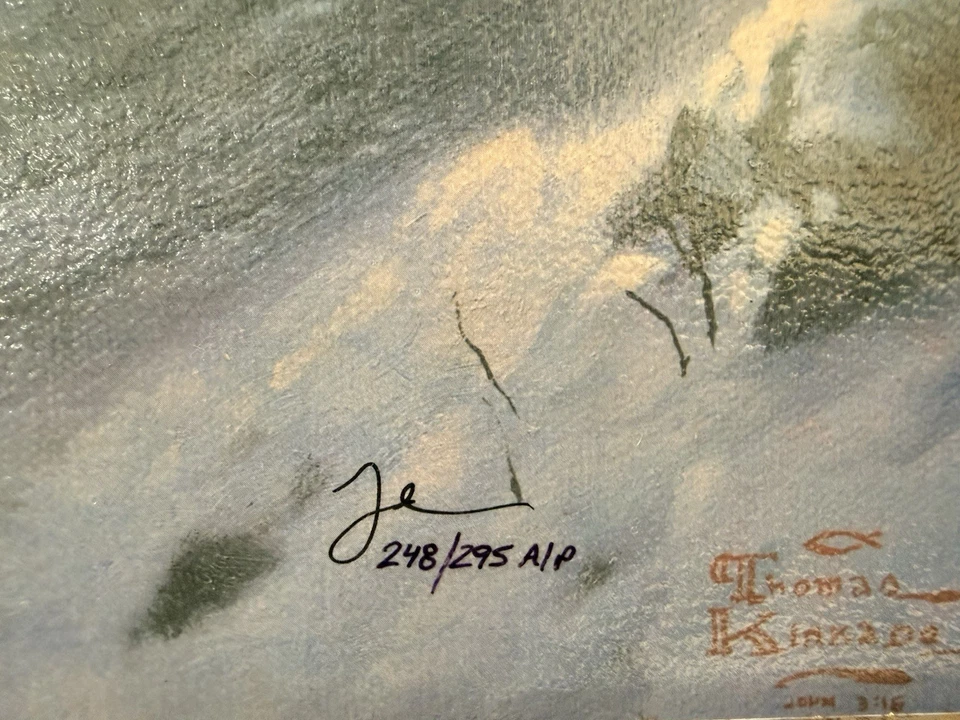 248/295 A/P
Thomas
Kinkade
JOHN 3:16